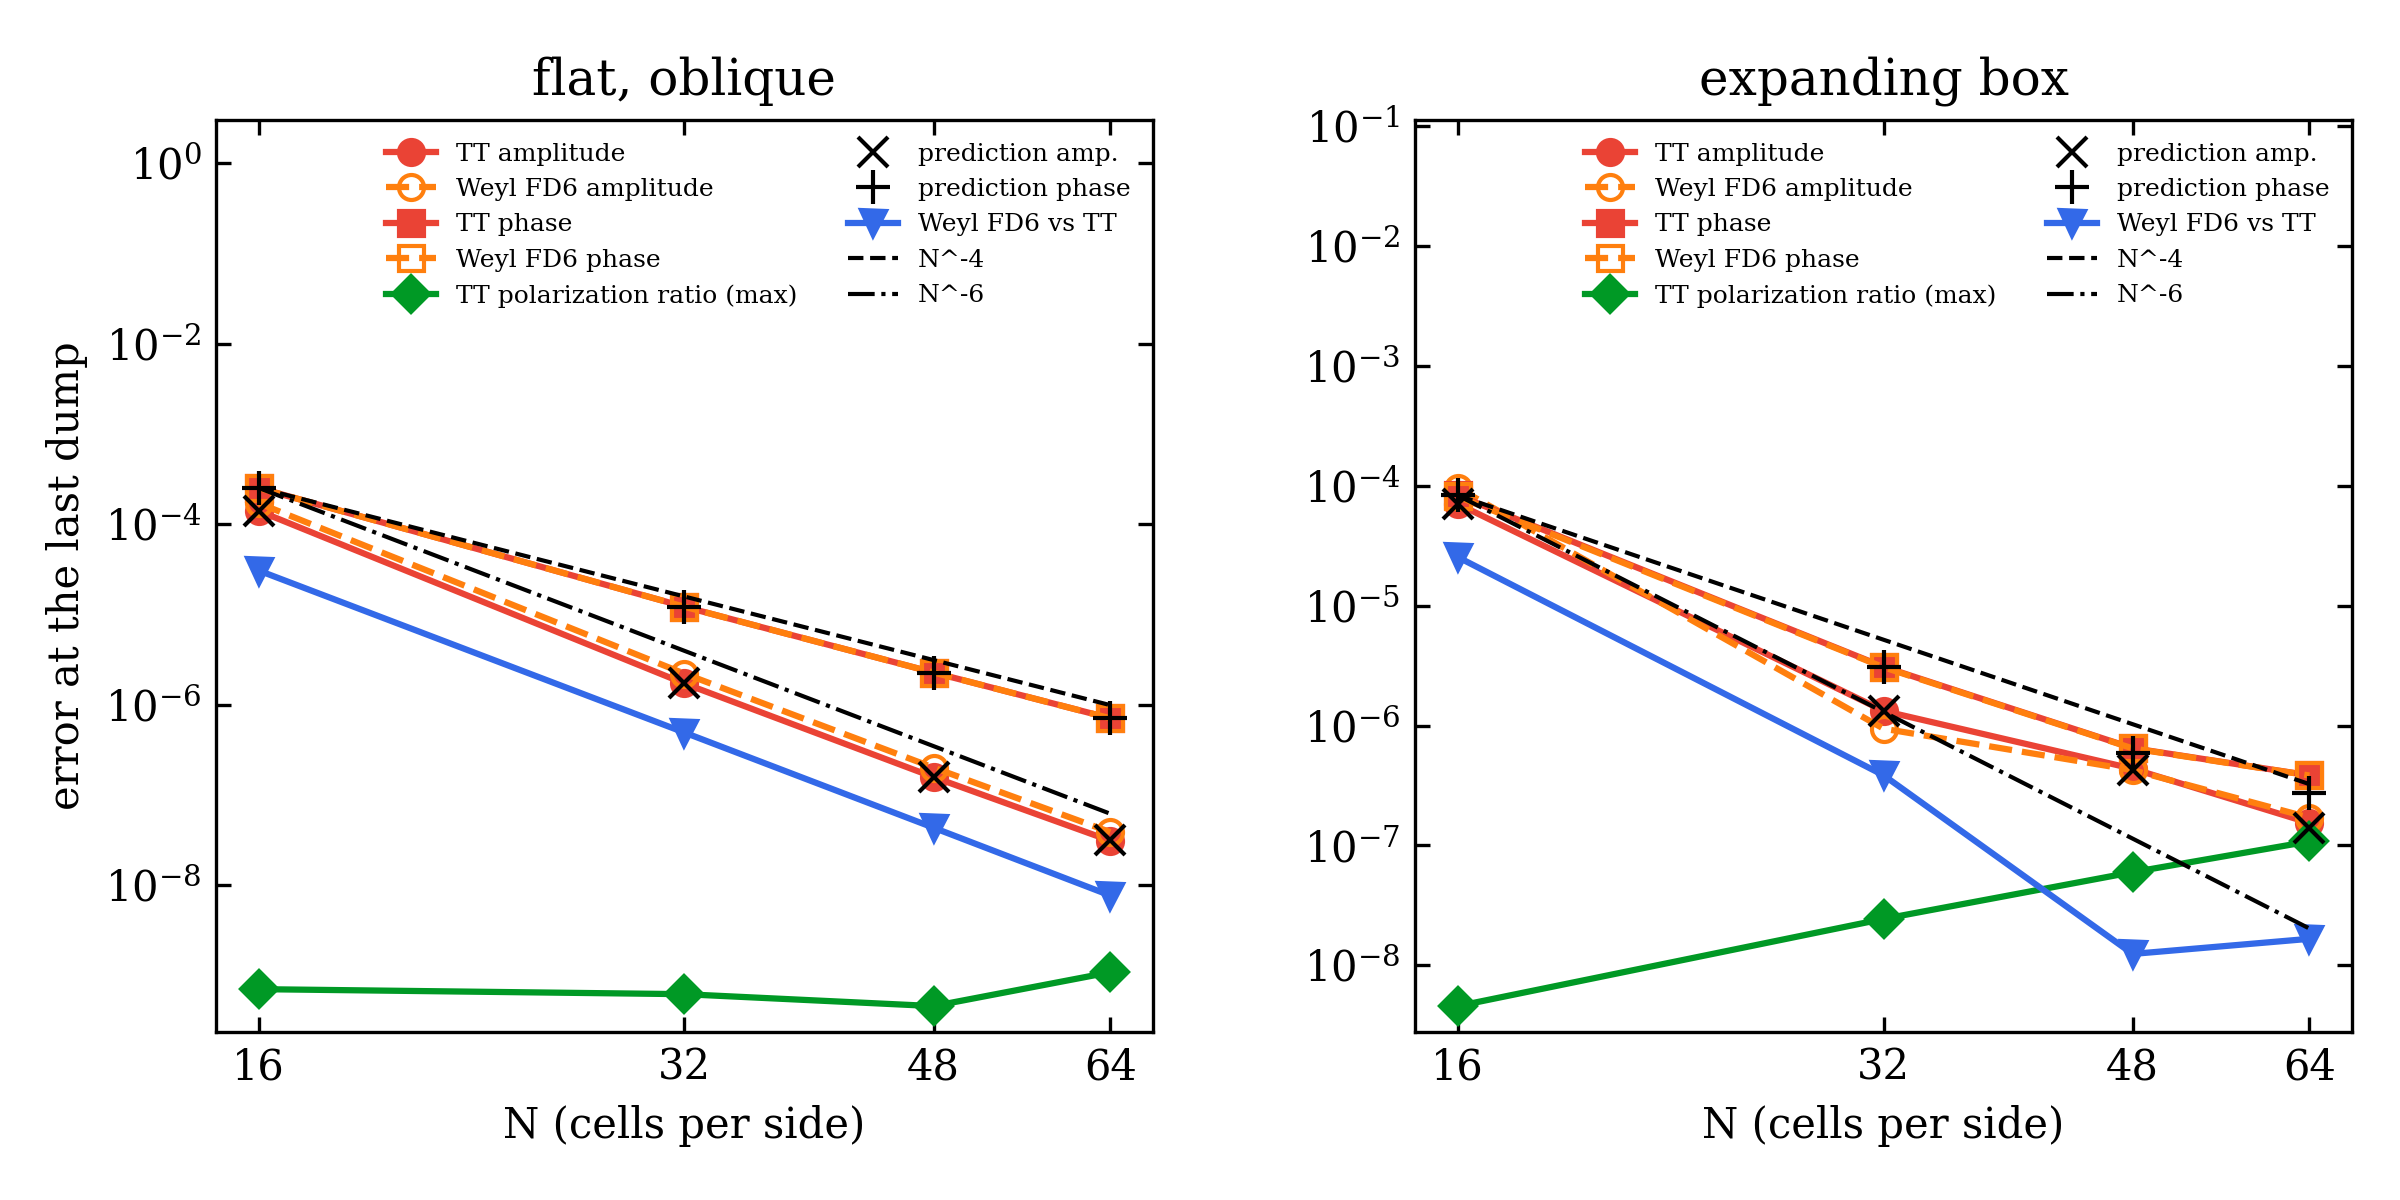 flat, oblique
error at the last dump
10⁰
10⁻²
10⁻⁴
10⁻⁶
10⁻⁸
TT amplitude
Weyl FD6 amplitude
TT phase
Weyl FD6 phase
TT polarization ratio (max)
prediction amp.
prediction phase
Weyl FD6 vs TT
N^-4
N^-6
16 32 48 64
N (cells per side)
expanding box
10⁻¹
10⁻²
10⁻³
10⁻⁴
10⁻⁵
10⁻⁶
10⁻⁷
10⁻⁸
TT amplitude
Weyl FD6 amplitude
TT phase
Weyl FD6 phase
TT polarization ratio (max)
prediction amp.
prediction phase
Weyl FD6 vs TT
N^-4
N^-6
16 32 48 64
N (cells per side)